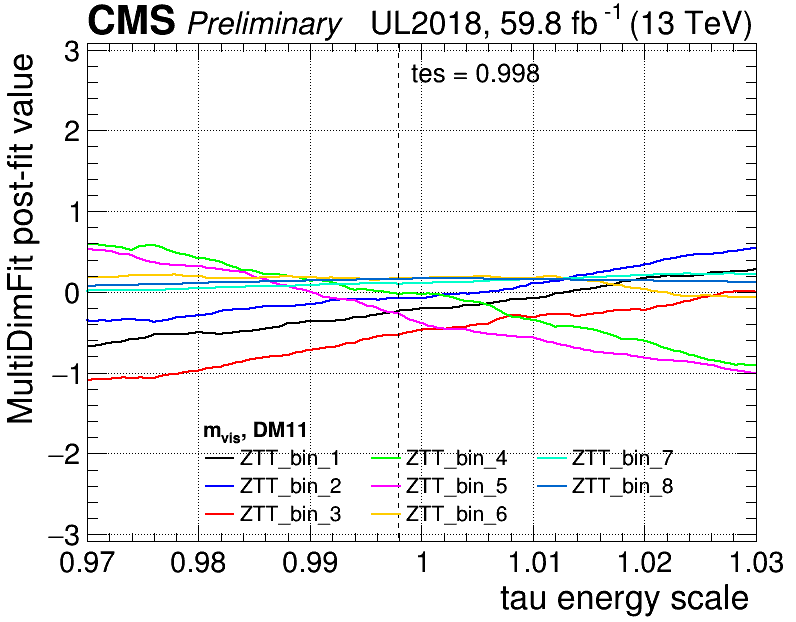 CMS Preliminary UL2018, 59.8 fb⁻¹ (13 TeV)
MultiDimFit post-fit value
3
2
1
0
−1
−2
−3
tes = 0.998
m_vis, DM11
ZTT_bin_1 ZTT_bin_4 ZTT_bin_7
ZTT_bin_2 ZTT_bin_5 ZTT_bin_8
ZTT_bin_3 ZTT_bin_6
0.97 0.98 0.99 1 1.01 1.02 1.03
tau energy scale